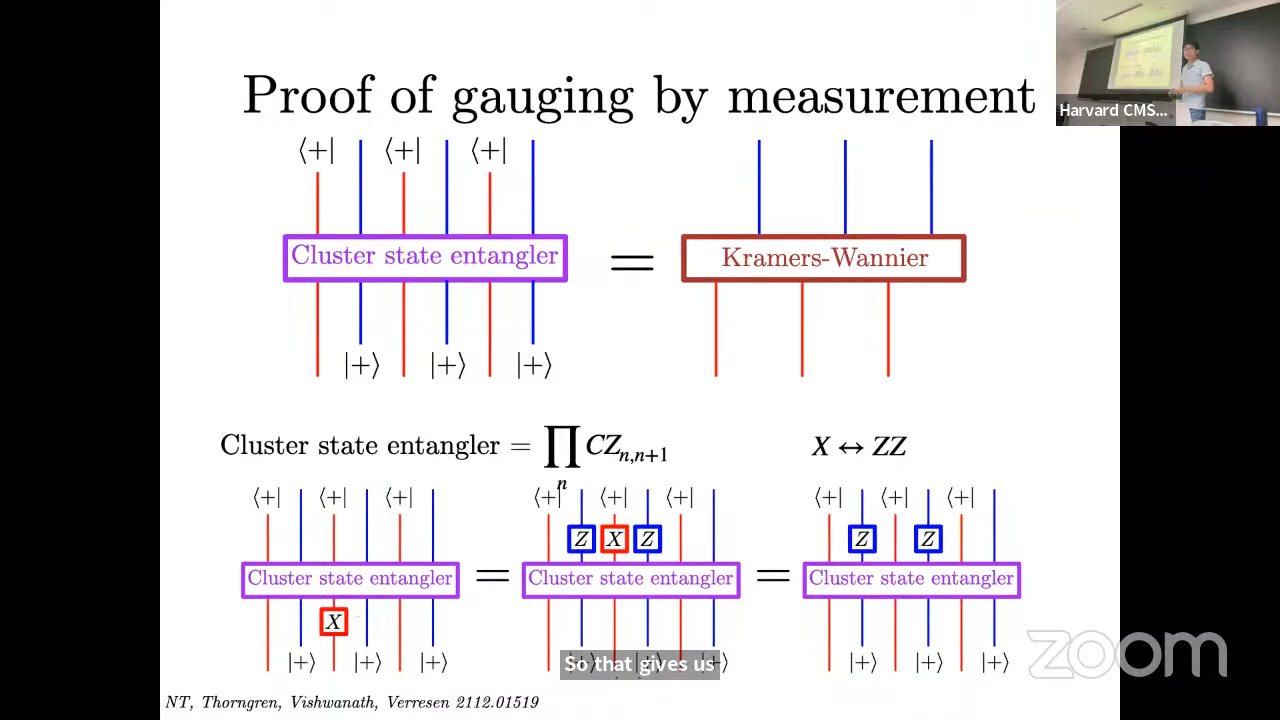 Proof of gauging by measurement
Harvard CMS...
⟨+| ⟨+| ⟨+|
Cluster state entangler = Kramers-Wannier
|+⟩ |+⟩ |+⟩
Cluster state entangler = ∏ₙ CZₙ,ₙ₊₁ X ↔ ZZ
⟨+| ⟨+| ⟨+| ⟨+| ⟨+| ⟨+| ⟨+| ⟨+| ⟨+|
Z X Z Z Z
Cluster state entangler = Cluster state entangler = Cluster state entangler
X
|+⟩ |+⟩ |+⟩ |+⟩ |+⟩ |+⟩ |+⟩ |+⟩ |+⟩
So that gives us
zoom
NT, Thorngren, Vishwanath, Verresen 2112.01519